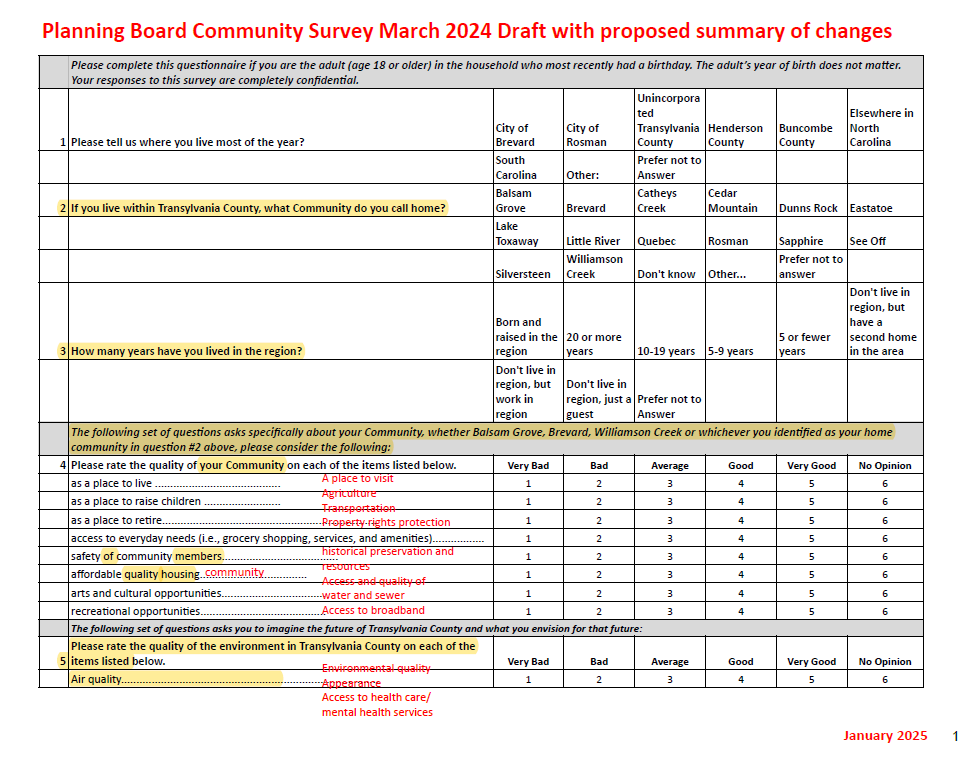 Planning Board Community Survey March 2024 Draft with proposed summary of changes
Please complete this questionnaire if you are the adult (age 18 or older) in the household who most recently had a birthday. The adult's year of birth does not matter.
Your responses to this survey are completely confidential.
1 Please tell us where you live most of the year? City of Brevard City of Rosman Unincorporated Transylvania County Henderson County Buncombe County Elsewhere in North Carolina
South Carolina Other: Prefer not to Answer
2 If you live within Transylvania County, what Community do you call home? Balsam Grove Brevard Catheys Creek Cedar Mountain Dunns Rock Eastatoe
Lake Toxaway Little River Quebec Rosman Sapphire See Off
Silversteen Williamson Creek Don't know Other... Prefer not to answer
3 How many years have you lived in the region? Born and raised in the region 20 or more years 10-19 years 5-9 years 5 or fewer years Don't live in region, but have a second home in the area
Don't live in region, but work in region Don't live in region, just a guest Prefer not to Answer
The following set of questions asks specifically about your Community, whether Balsam Grove, Brevard, Williamson Creek or whichever you identified as your home
community in question #2 above, please consider the following:
4 Please rate the quality of your Community on each of the items listed below. Very Bad Bad Average Good Very Good No Opinion
as a place to live ............................................ A place to visit 1 2 3 4 5 6
Agriculture
as a place to raise children ........................... 1 2 3 4 5 6
Transportation
as a place to retire............................................ Property rights protection 1 2 3 4 5 6
access to everyday needs (i.e., grocery shopping, services, and amenities).................. 1 2 3 4 5 6
safety of community members........................................ historical preservation and 1 2 3 4 5 6
resources
affordable quality housing...................................... community 1 2 3 4 5 6
Access and quality of
arts and cultural opportunities.................................... water and sewer 1 2 3 4 5 6
recreational opportunities........................................... Access to broadband 1 2 3 4 5 6
The following set of questions asks you to imagine the future of Transylvania County and what you envision for that future:
Please rate the quality of the environment in Transylvania County on each of the
5 items listed below. Very Bad Bad Average Good Very Good No Opinion
Environmental quality
Air quality........................................................................ Appearance 1 2 3 4 5 6
Access to health care/
mental health services
January 2025 1